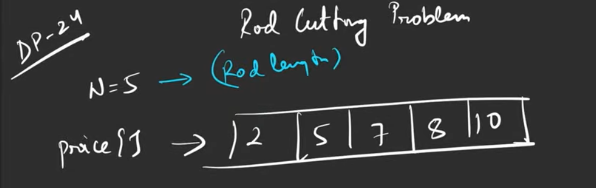 DP-24
Rod Cutting Problem
N=5 → (Rod length)
price[] → 2 | 5 | 7 | 8 | 10